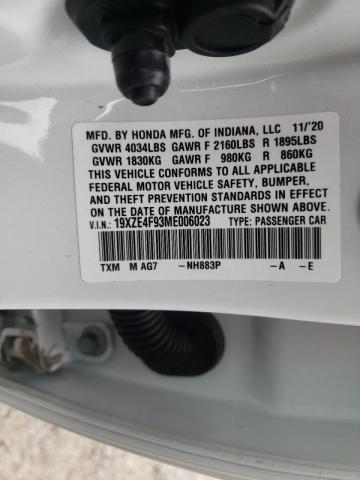 MFD. BY HONDA MFG. OF INDIANA, LLC 11/'20
GVWR 4034LBS GAWR F 2160LBS R 1895LBS
GVWR 1830KG GAWR F 980KG R 860KG
THIS VEHICLE CONFORMS TO ALL APPLICABLE
FEDERAL MOTOR VEHICLE SAFETY, BUMPER,
AND THEFT PREVENTION STANDARDS IN EFFECT
ON THE DATE OF MANUFACTURE SHOWN ABOVE.
V.I.N.: 19XZE4F93ME006023 TYPE: PASSENGER CAR
TXM M AG7 -NH883P -A -E